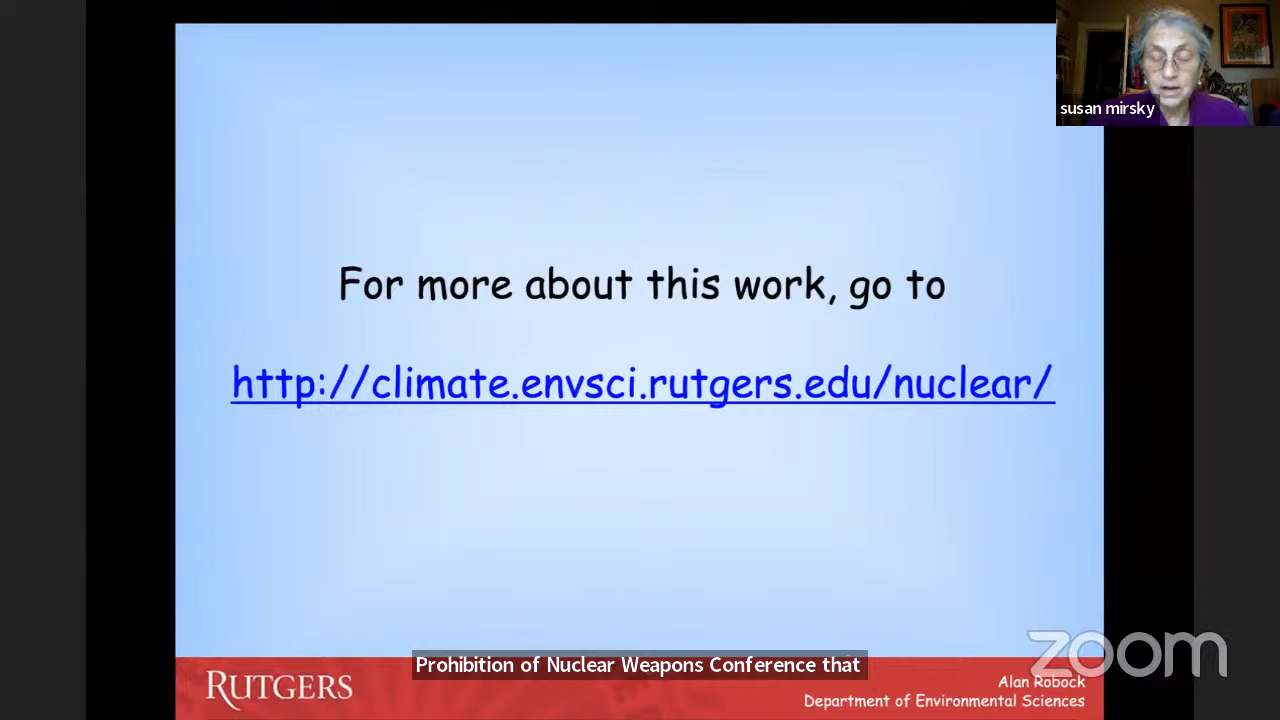 susan mirsky
For more about this work, go to
http://climate.envsci.rutgers.edu/nuclear/
Prohibition of Nuclear Weapons Conference that
zoom
RUTGERS
Alan Robock
Department of Environmental Sciences